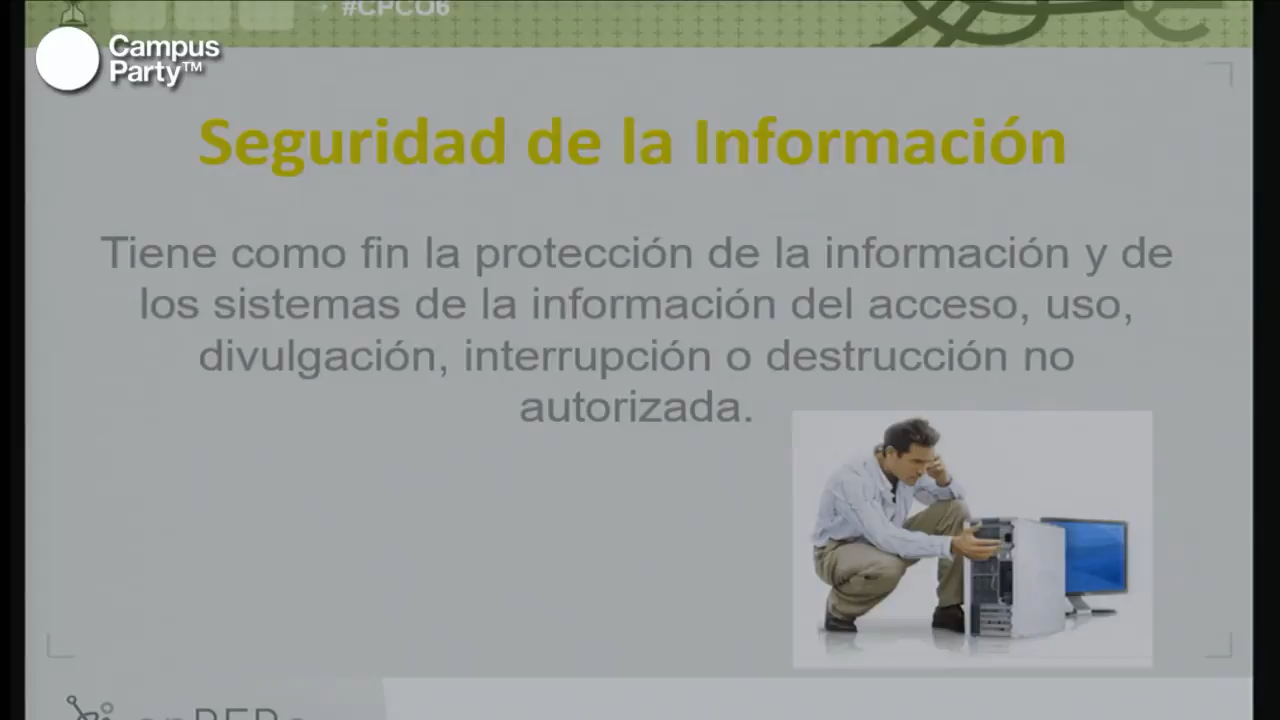 #CPCO6
Campus
Party™
Seguridad de la Información
Tiene como fin la protección de la información y de
los sistemas de la información del acceso, uso,
divulgación, interrupción o destrucción no
autorizada.